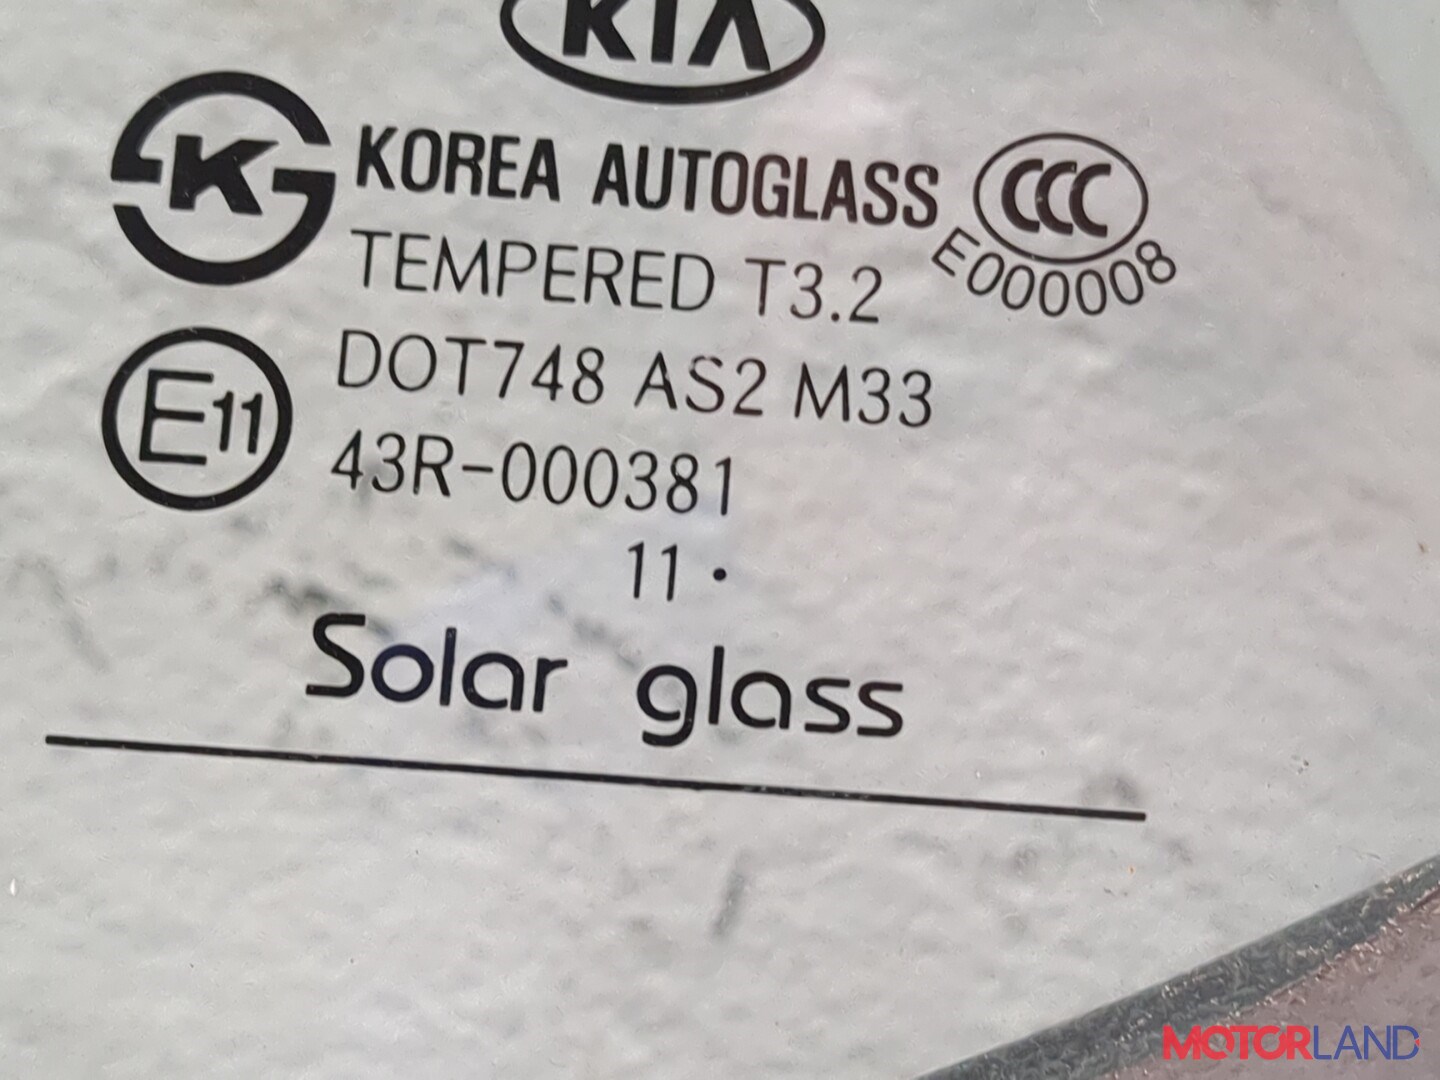 KIA
K
KOREA AUTOGLASS
CCC
E000008
TEMPERED T3.2
DOT748 AS2 M33
E11
43R-000381
11 ·
Solar glass
MOTORLAND